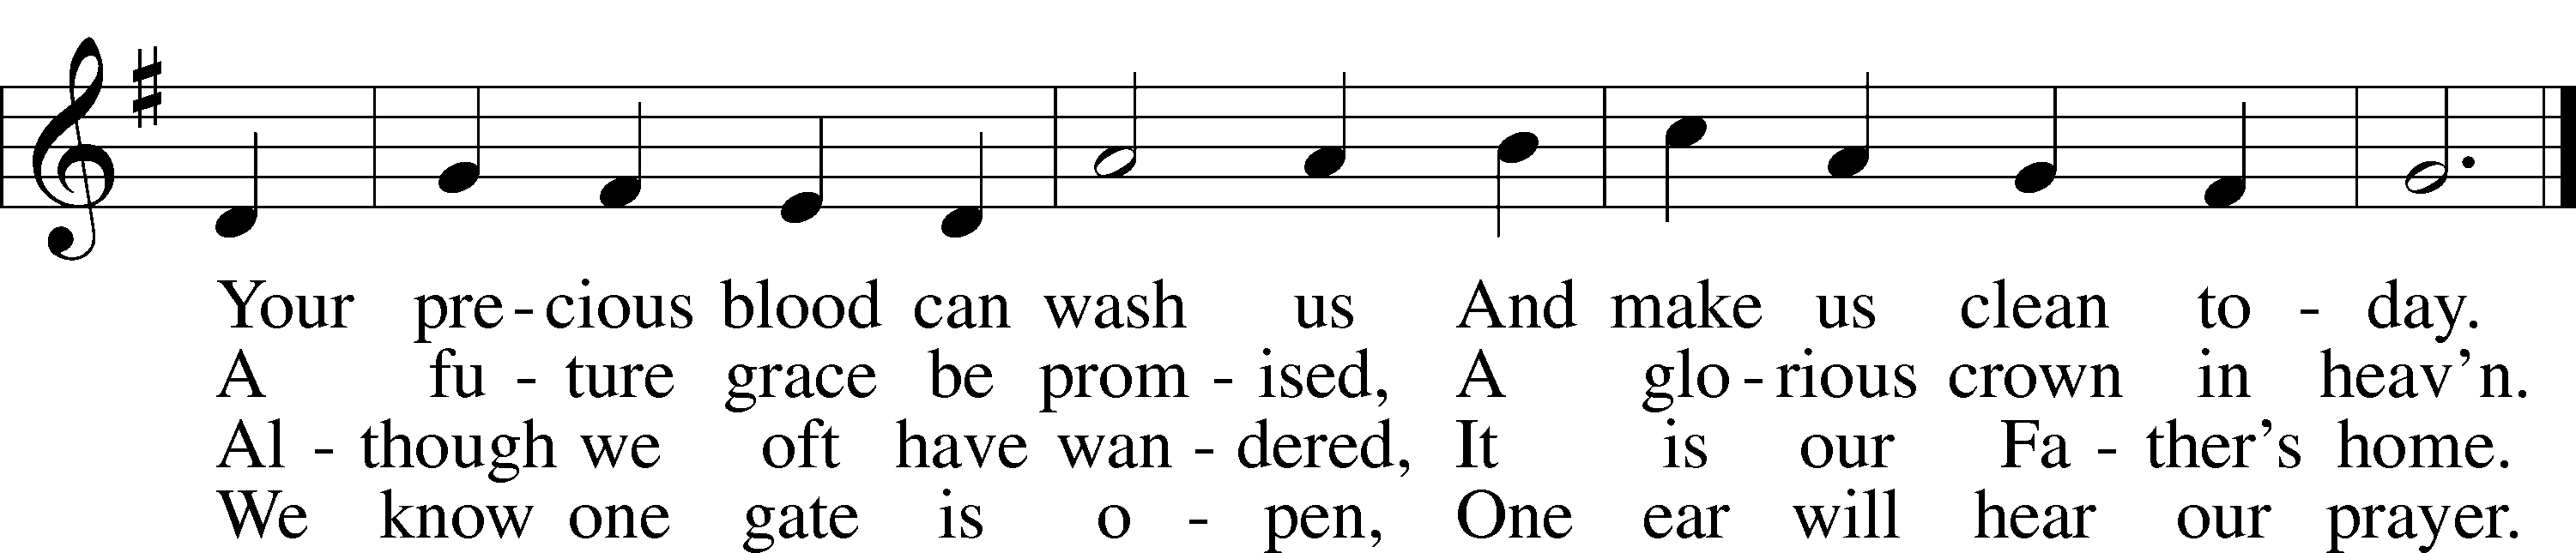 Your pre - cious blood can wash us And make us clean to - day.
A fu - ture grace be prom - ised, A glo - rious crown in heav'n.
Al - though we oft have wan - dered, It is our Fa - ther's home.
We know one gate is o - pen, One ear will hear our prayer.